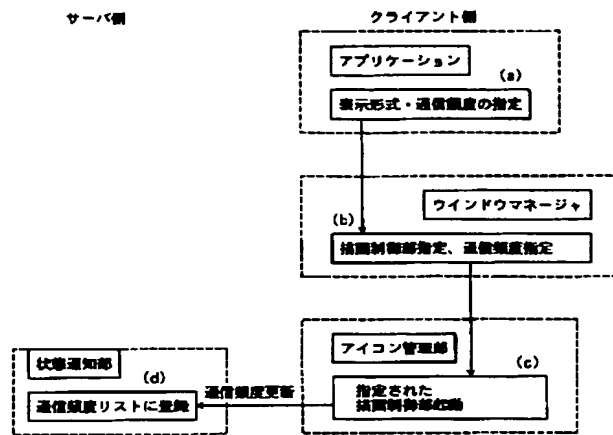 サーバ側
クライアント側
アプリケーション
(a)
表示形式・通信頻度の指定
ウインドウマネージャ
(b)
描画制御部指定、通信頻度指定
アイコン管理部
(c)
指定された
描画制御部起動
状態通知部
(d)
通信頻度更新
通信頻度リストに登録